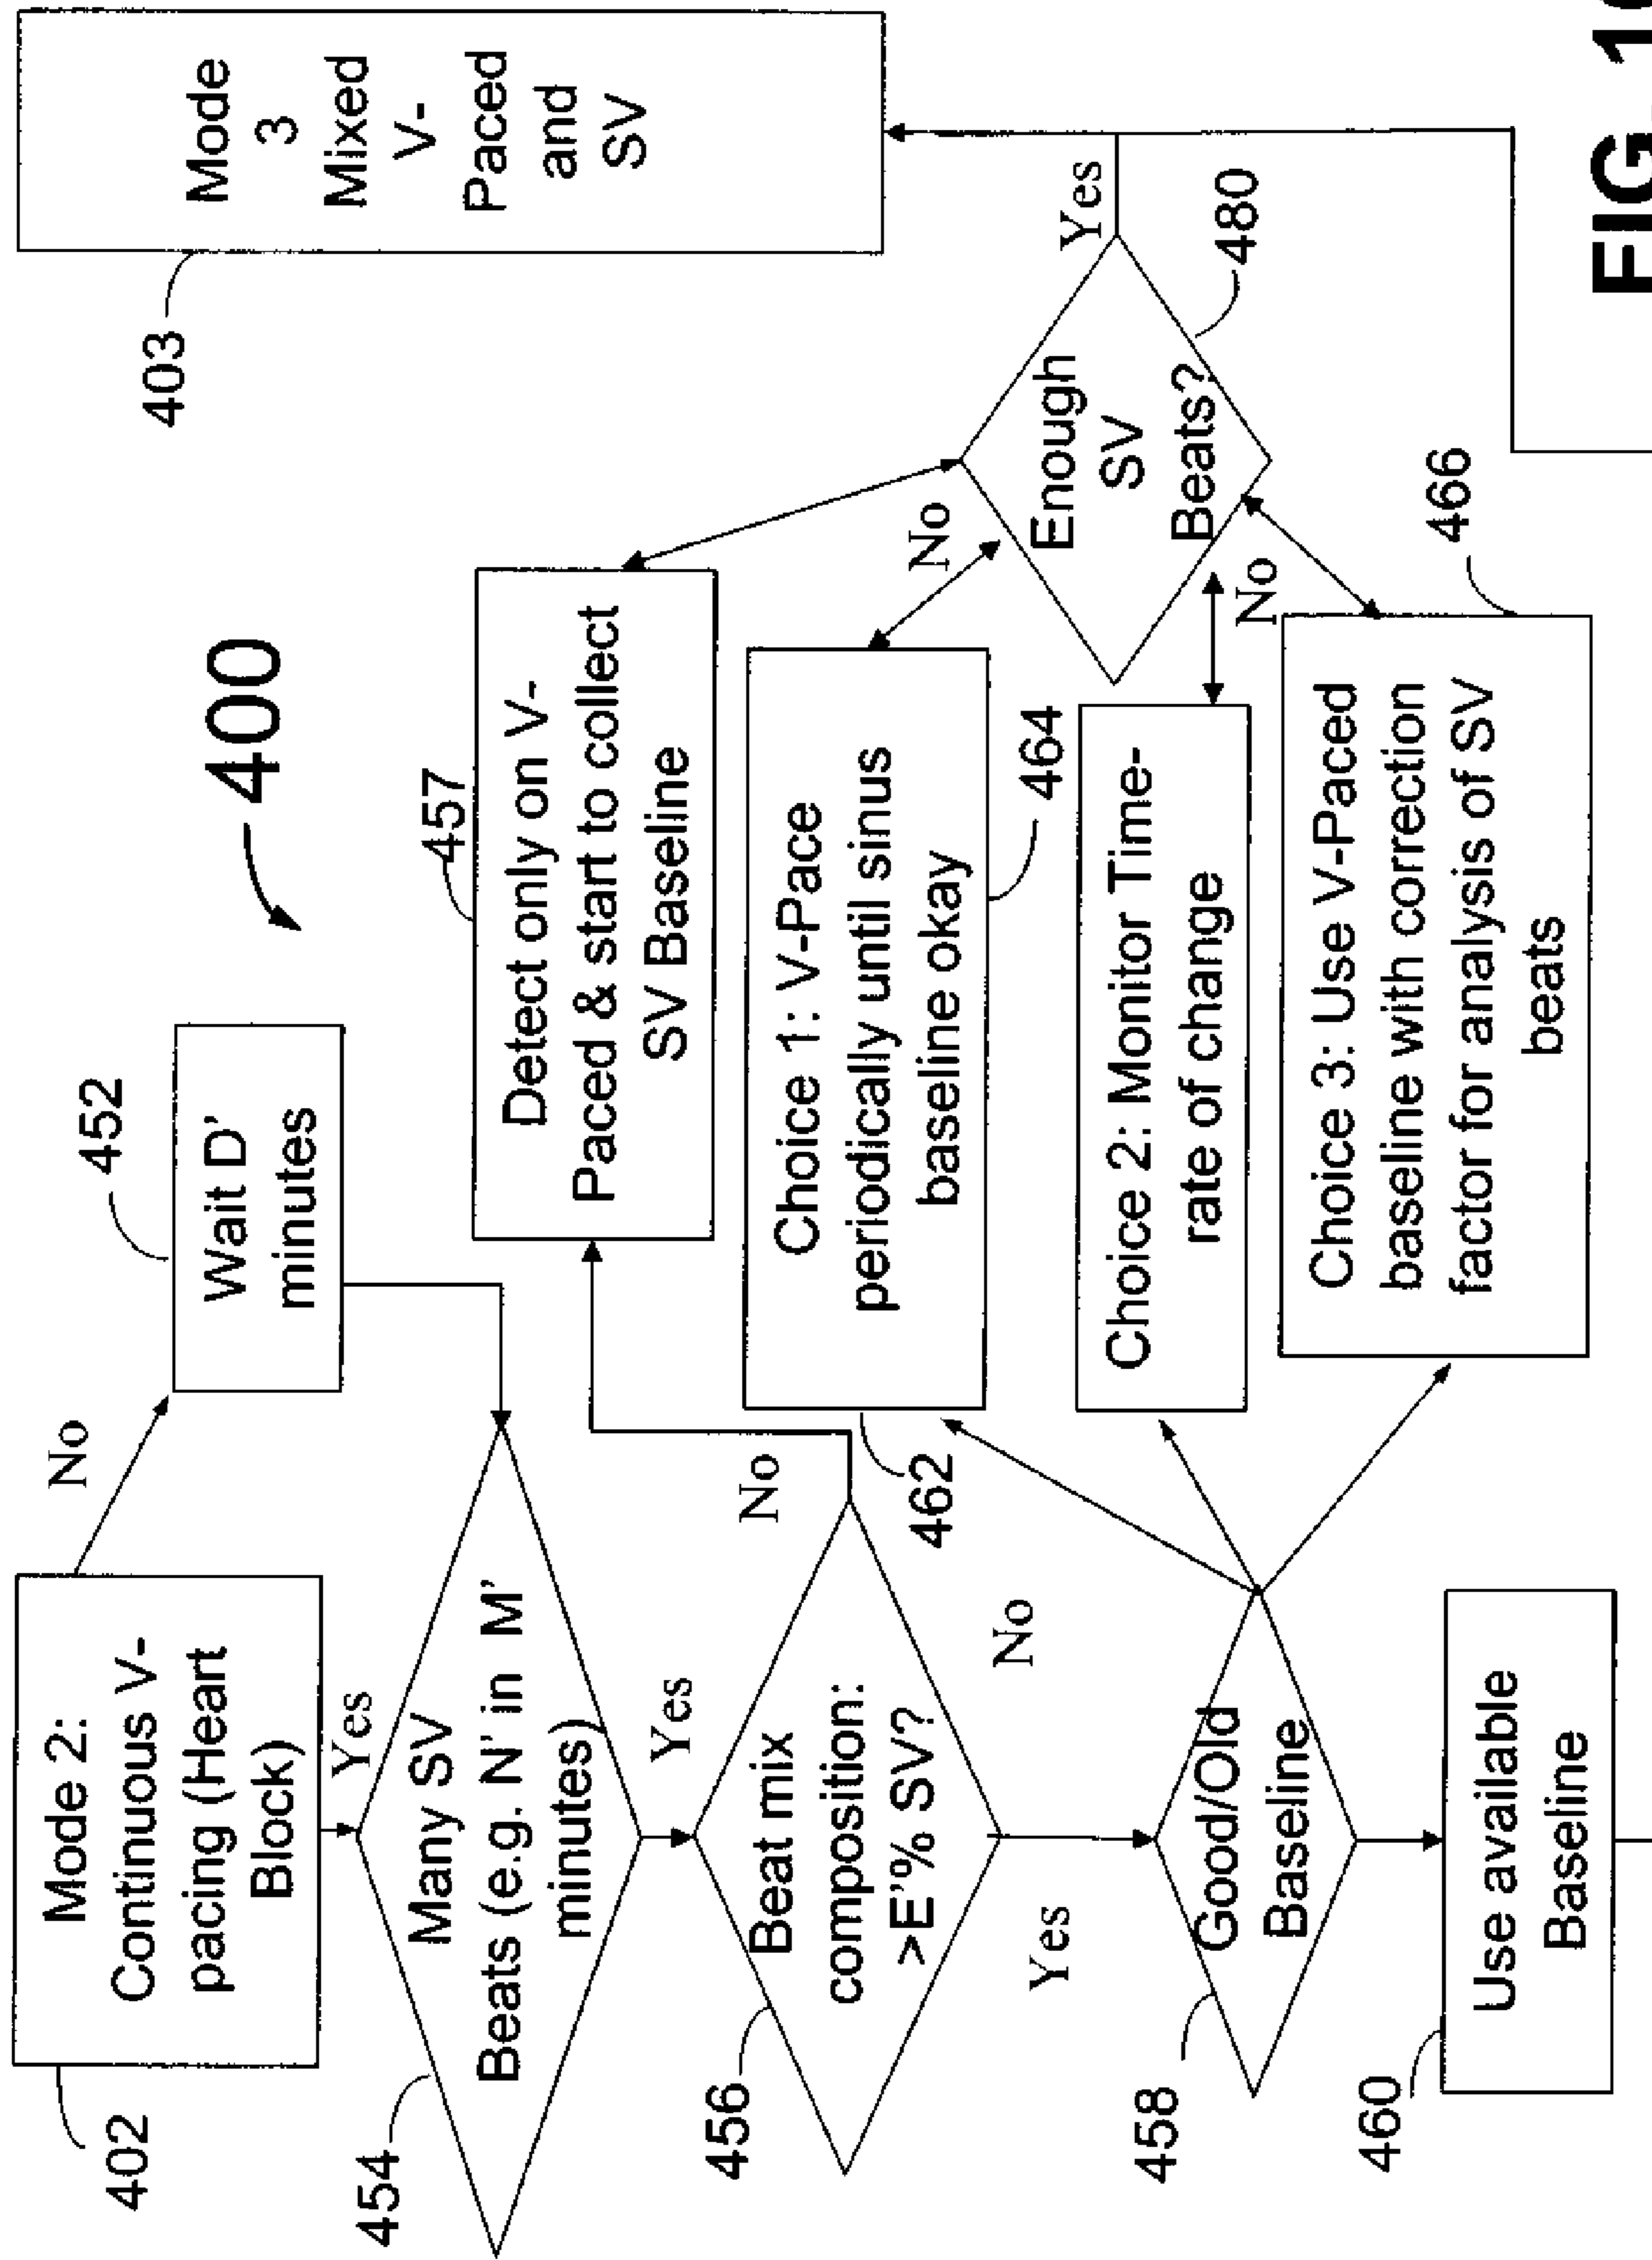 400
402
Mode 2:
Continuous V-
pacing (Heart
Block)
No
452
Wait D'
minutes
403
Mode
3
Mixed
V-
Paced
and
SV
Yes
454
Many SV
Beats (e.g. N' in M'
minutes)
Yes
457
Detect only on V-
Paced & start to collect
SV Baseline
456
Beat mix
composition:
>E'% SV?
No
462
Choice 1: V-Pace
periodically until sinus
baseline okay
No
Enough
SV
Beats?
Yes
480
Yes
No
464
Choice 2: Monitor Time-
rate of change
No
458
Good/Old
Baseline
466
Choice 3: Use V-Paced
baseline with correction
factor for analysis of SV
beats
460
Use available
Baseline
FIG.